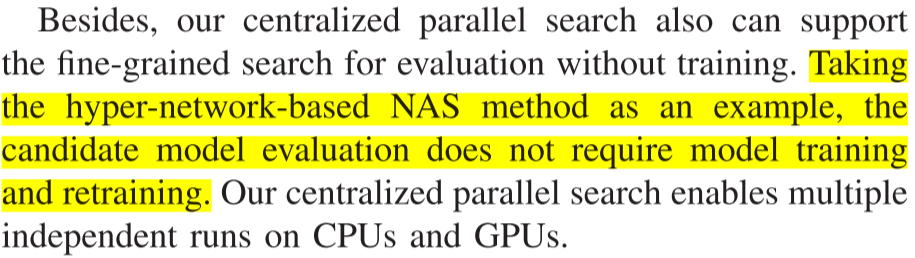 Besides, our centralized parallel search also can support
the fine-grained search for evaluation without training. Taking
the hyper-network-based NAS method as an example, the
candidate model evaluation does not require model training
and retraining. Our centralized parallel search enables multiple
independent runs on CPUs and GPUs.